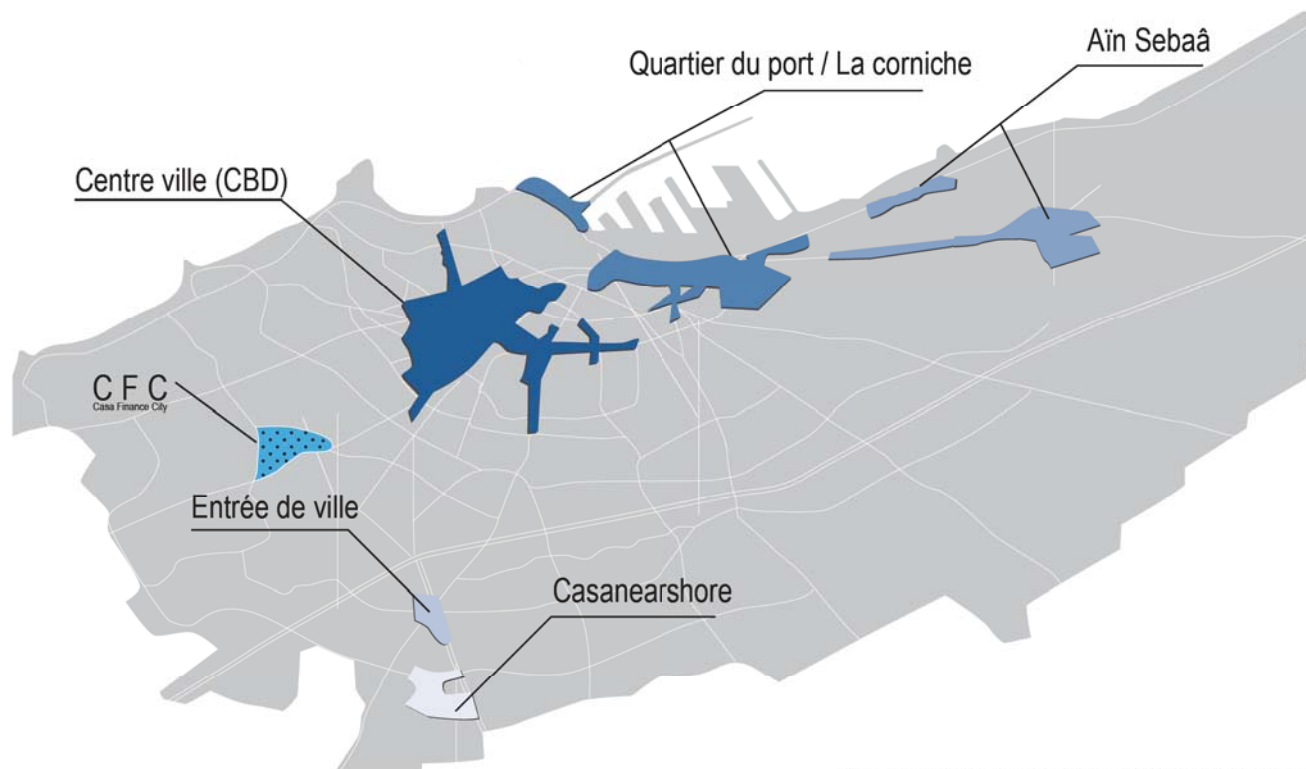 Aïn Sebaâ
Quartier du port / La corniche
Centre ville (CBD)
C F C
Casa Finance City
Entrée de ville
Casanearshore